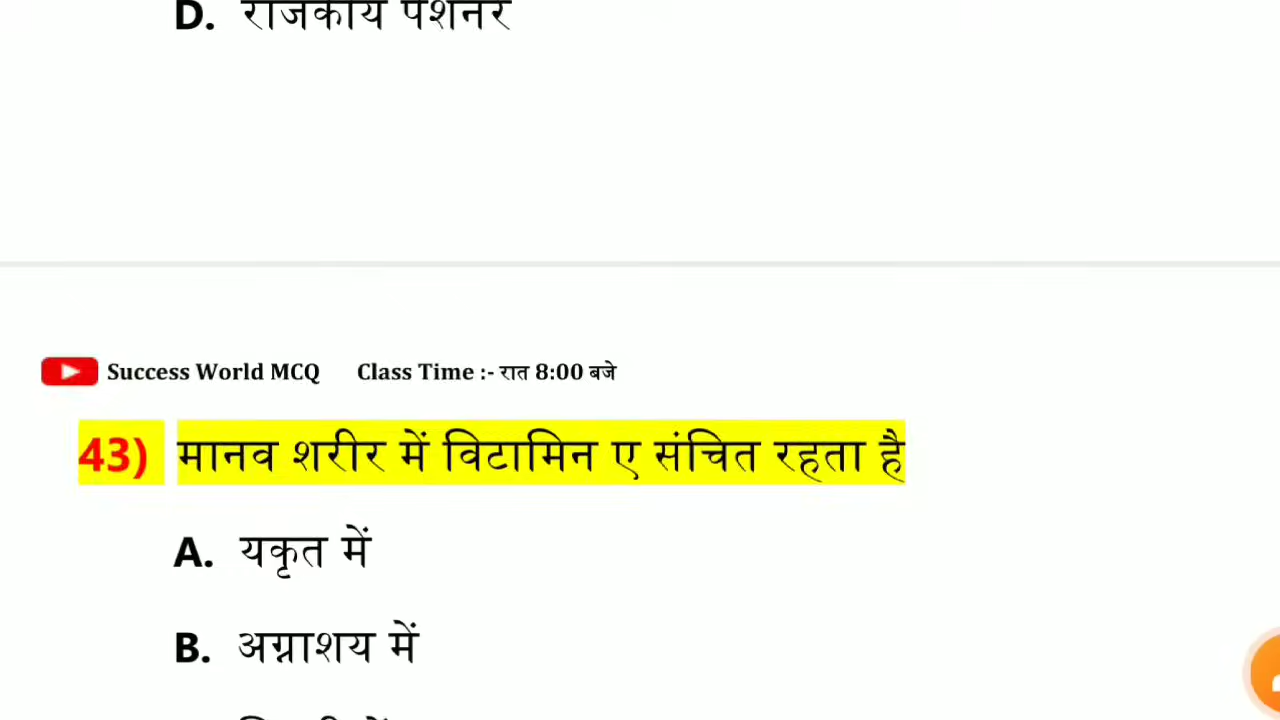 D. राजकीय पेंशनर
Success World MCQ Class Time :- रात 8:00 बजे
43) मानव शरीर में विटामिन ए संचित रहता है
A. यकृत में
B. अग्नाशय में